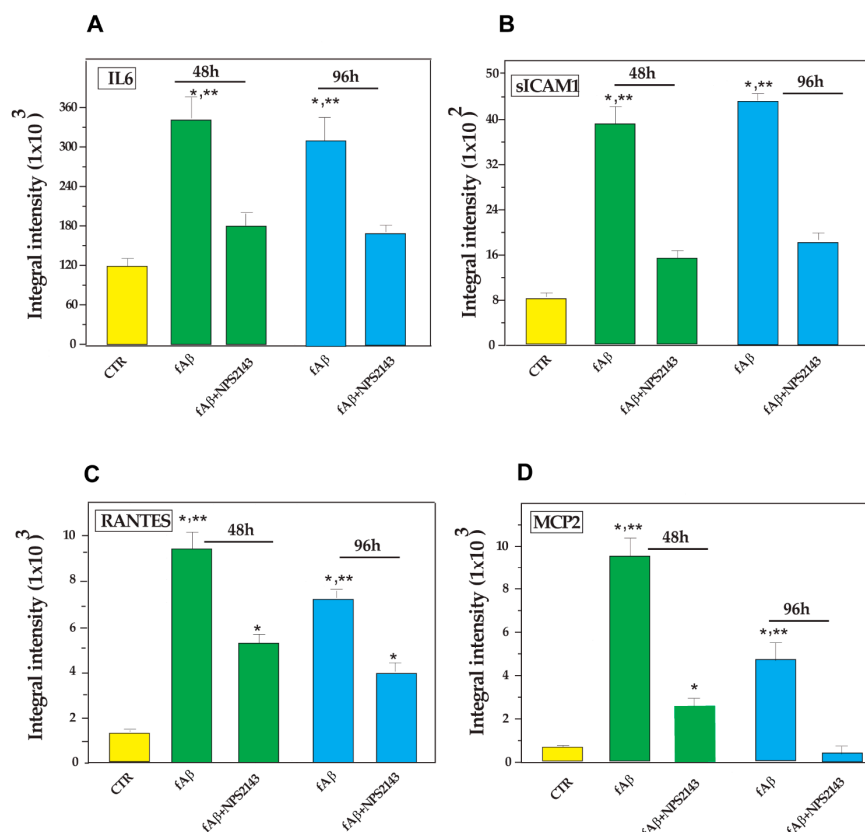 A
IL6
48h
*,**
96h
*,**
Integral intensity (1x10 3)
360
300
240
180
120
60
0
CTR
fAβ
fAβ+NPS2143
fAβ
fAβ+NPS2143
B
sICAM1
48h
*,**
96h
*,**
Integral intensity (1x10 2)
45
40
32
24
16
8
0
CTR
fAβ
fAβ+NPS2143
fAβ
fAβ+NPS2143
C
RANTES
*,**
48h
*
96h
*,**
*
Integral intensity (1x10 3)
10
8
6
4
2
0
CTR
fAβ
fAβ+NPS2143
fAβ
fAβ+NPS2143
D
MCP2
*,**
48h
*
96h
*,**
Integral intensity (1x10 3)
10
8
6
4
2
0
CTR
fAβ
fAβ+NPS2143
fAβ
fAβ+NPS2143